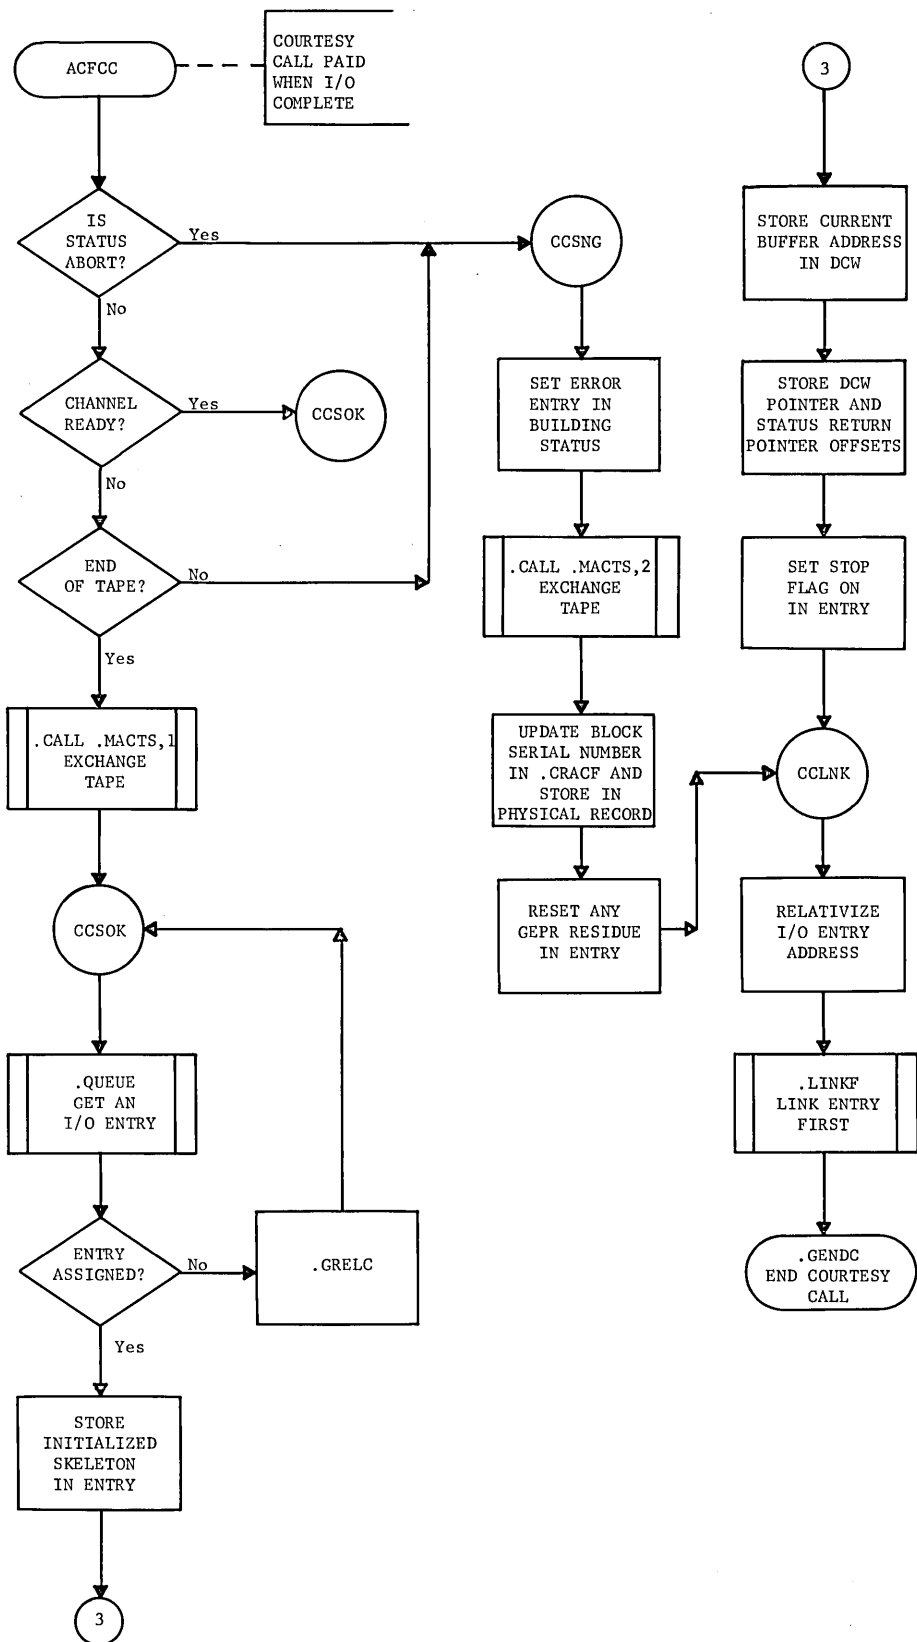 ACFCC
COURTESY
CALL PAID
WHEN I/O
COMPLETE
IS
STATUS
ABORT?
Yes
No
CHANNEL
READY?
Yes
CCSOK
No
END
OF TAPE?
No
Yes
.CALL .MACTS,1
EXCHANGE
TAPE
CCSOK
.QUEUE
GET AN
I/O ENTRY
ENTRY
ASSIGNED?
No
.GRELC
Yes
STORE
INITIALIZED
SKELETON
IN ENTRY
3
CCSNG
SET ERROR
ENTRY IN
BUILDING
STATUS
.CALL .MACTS,2
EXCHANGE
TAPE
UPDATE BLOCK
SERIAL NUMBER
IN .CRACF AND
STORE IN
PHYSICAL RECORD
RESET ANY
GEPR RESIDUE
IN ENTRY
3
STORE CURRENT
BUFFER ADDRESS
IN DCW
STORE DCW
POINTER AND
STATUS RETURN
POINTER OFFSETS
SET STOP
FLAG ON
IN ENTRY
CCLNK
RELATIVIZE
I/O ENTRY
ADDRESS
.LINKF
LINK ENTRY
FIRST
.GENDC
END COURTESY
CALL